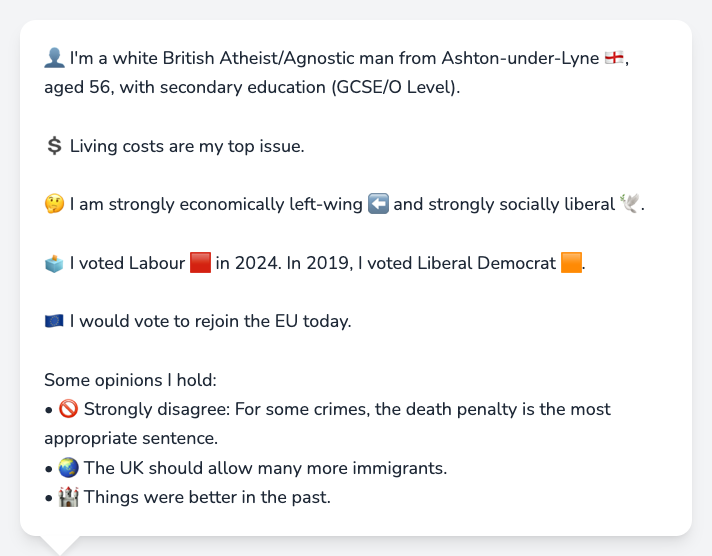 👤 I'm a white British Atheist/Agnostic man from Ashton-under-Lyne 🏴󠁧󠁢󠁥󠁮󠁧󠁿,
aged 56, with secondary education (GCSE/O Level).
💲 Living costs are my top issue.
🤔 I am strongly economically left-wing ⬅️ and strongly socially liberal 🕊️.
🗳️ I voted Labour 🟥 in 2024. In 2019, I voted Liberal Democrat 🟧.
🇪🇺 I would vote to rejoin the EU today.
Some opinions I hold:
• 🚫 Strongly disagree: For some crimes, the death penalty is the most
appropriate sentence.
• 🌏 The UK should allow many more immigrants.
• 🏰 Things were better in the past.